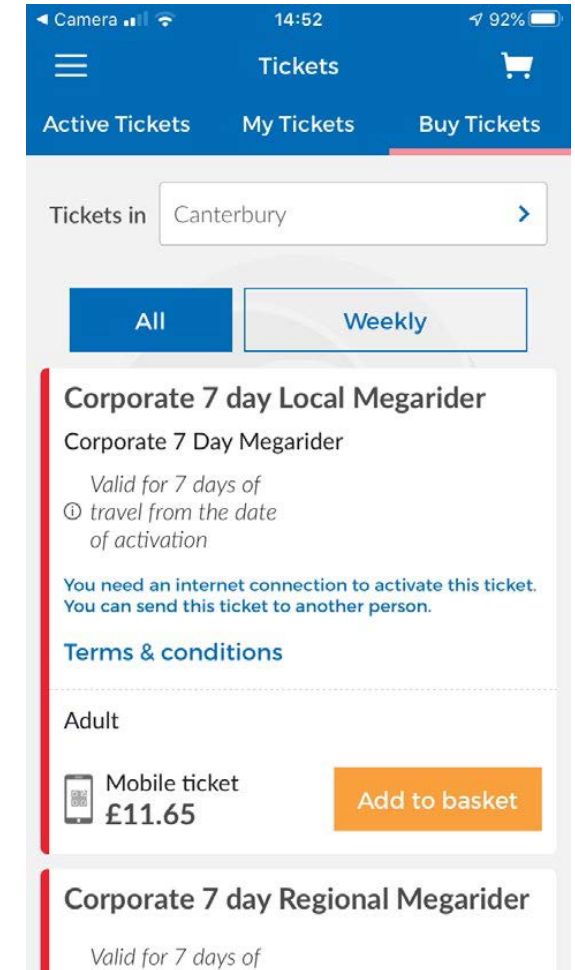 ◄ Camera 14:52 92%
Tickets
Active Tickets My Tickets Buy Tickets
Tickets in Canterbury
All Weekly
Corporate 7 day Local Megarider
Corporate 7 Day Megarider
Valid for 7 days of
travel from the date
of activation
You need an internet connection to activate this ticket.
You can send this ticket to another person.
Terms & conditions
Adult
Mobile ticket
£11.65
Add to basket
Corporate 7 day Regional Megarider
Valid for 7 days of